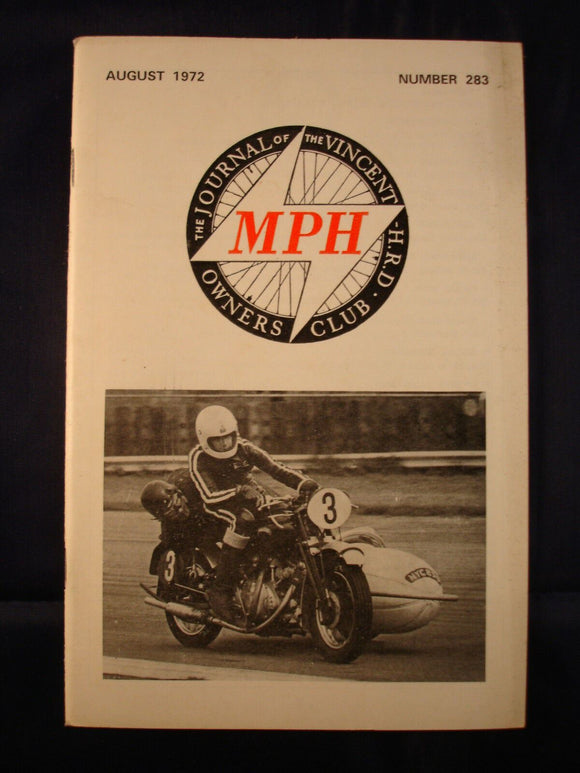 AUGUST 1972
NUMBER 283
THE JOURNAL OF THE VINCENT - H.R.D.
MPH
OWNERS CLUB
3
3